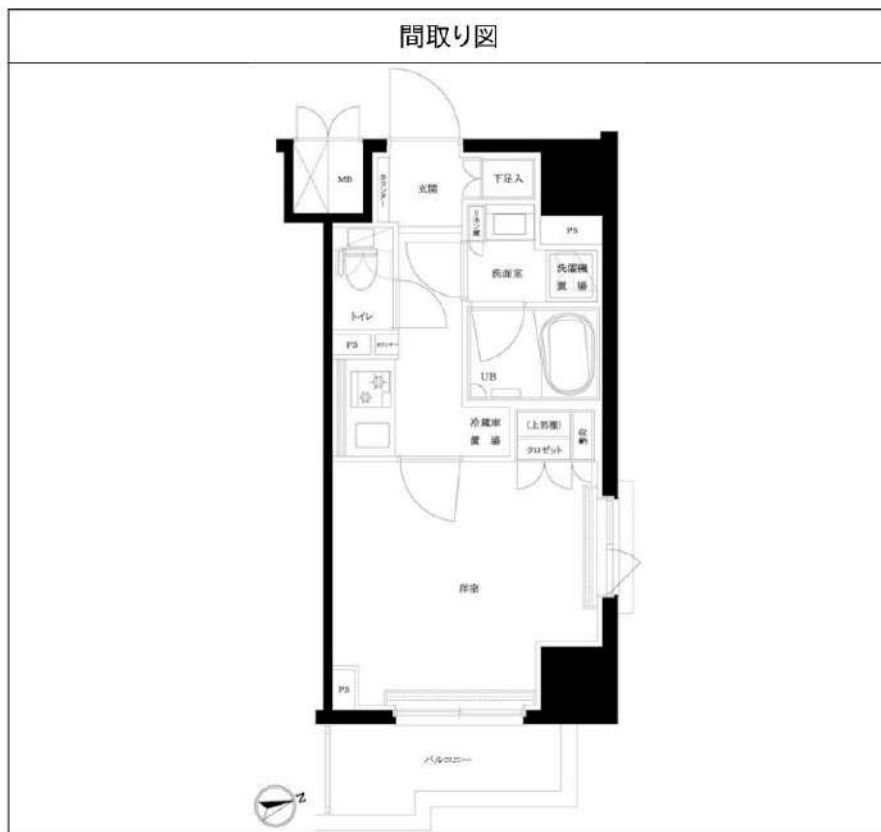 間取り図
MB
カウンター
玄関
下足入
リネン庫
PS
洗面室
洗濯機
置場
トイレ
PS
カウンター
UB
冷蔵庫
置場
(上部棚)
クロゼット
収納
洋室
PS
バルコニー
N